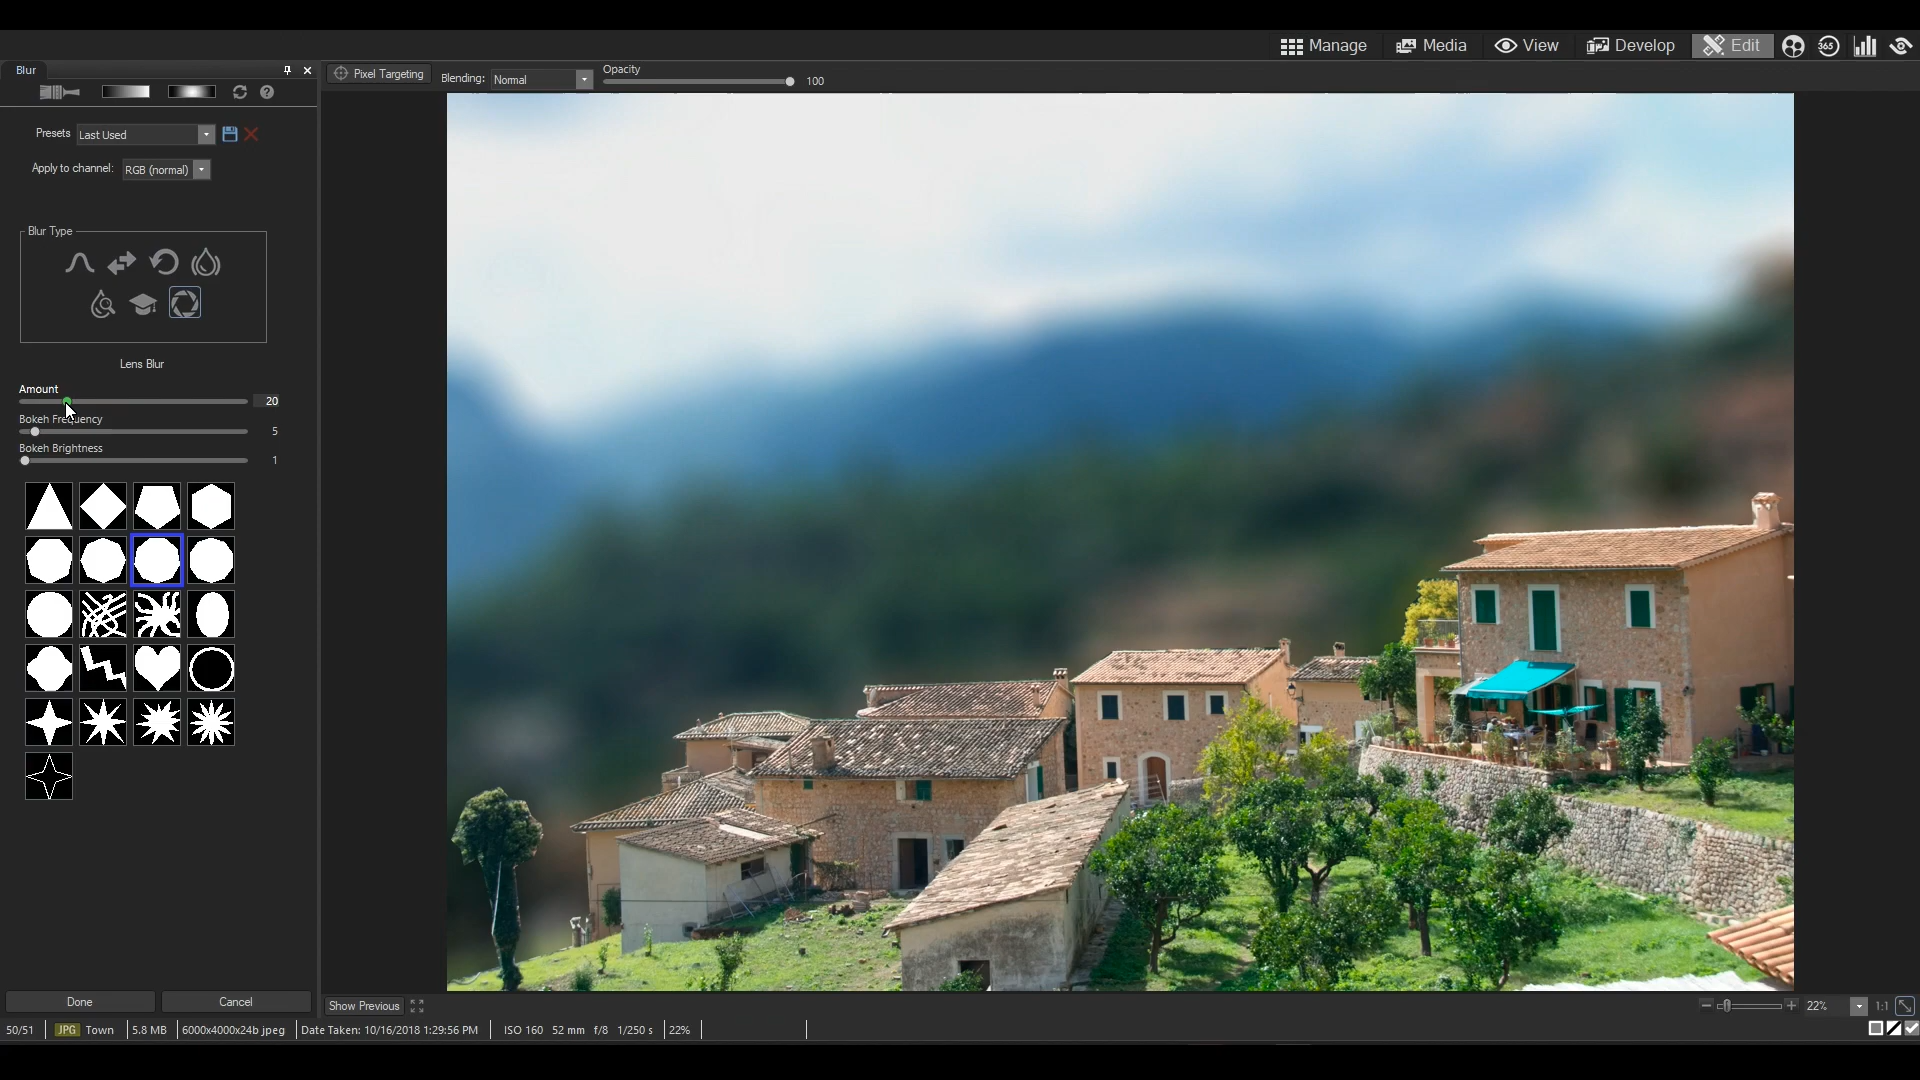 Manage Media View Develop Edit 365
Blur
Pixel Targeting Blending: Normal Opacity 100
Presets Last Used
Apply to channel: RGB (normal)
Blur Type
Lens Blur
Amount
20
Bokeh Frequency
5
Bokeh Brightness
1
Done Cancel
Show Previous 22% 1:1
50/51 JPG Town 5.8 MB 6000x4000x24b jpeg Date Taken: 10/16/2018 1:29:56 PM ISO 160 52 mm f/8 1/250 s 22%